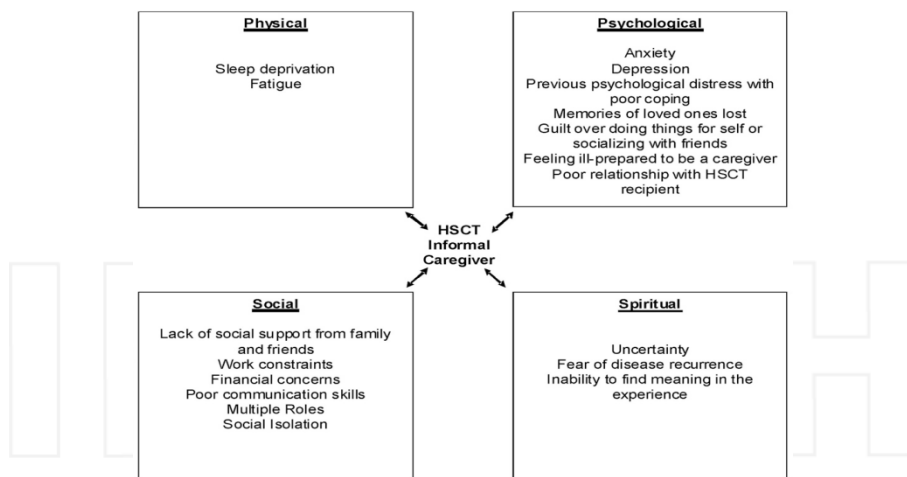 Physical
Sleep deprivation
Fatigue
Psychological
Anxiety
Depression
Previous psychological distress with
poor coping
Memories of loved ones lost
Guilt over doing things for self or
socializing with friends
Feeling ill-prepared to be a caregiver
Poor relationship with HSCT
recipient
HSCT
Informal
Caregiver
Social
Lack of social support from family
and friends
Work constraints
Financial concerns
Poor communication skills
Multiple Roles
Social Isolation
Spiritual
Uncertainty
Fear of disease recurrence
Inability to find meaning in the
experience